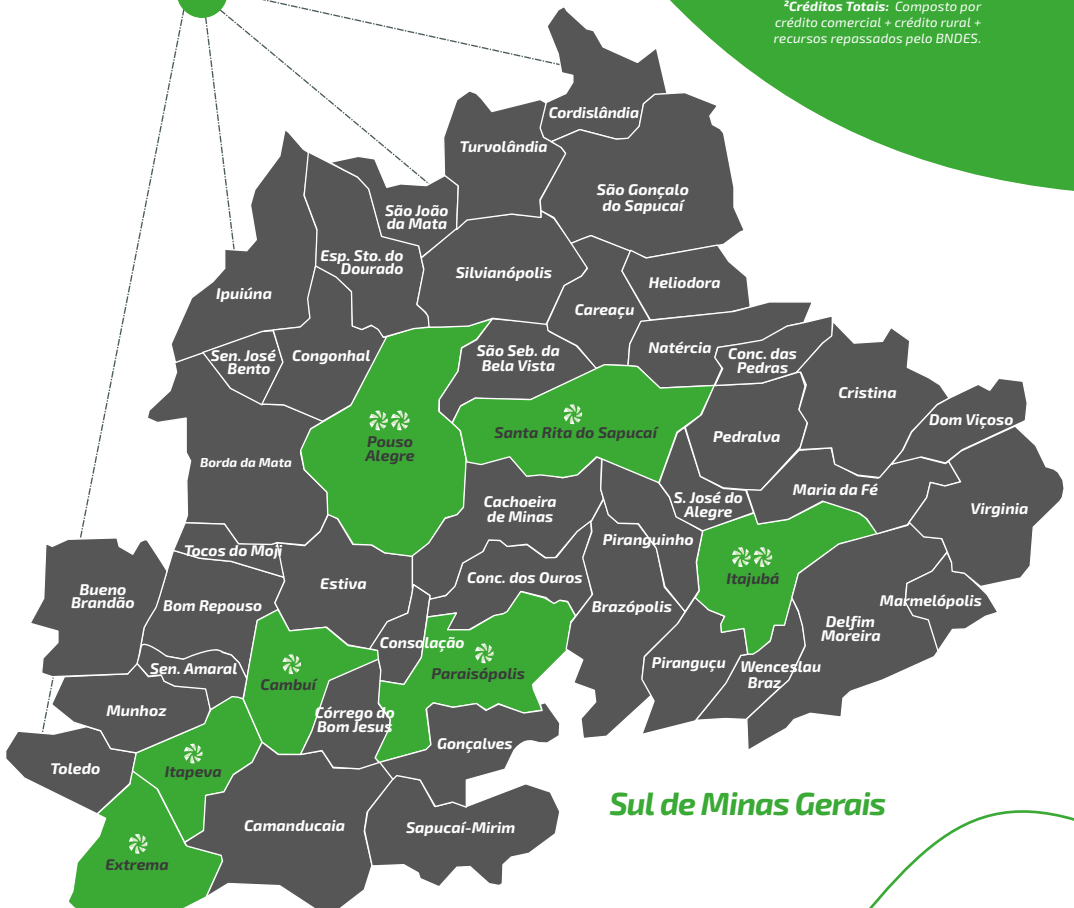 ²Créditos Totais: Composto por
crédito comercial + crédito rural +
recursos repassados pelo BNDES.
Cordislândia
Turvolândia
São Gonçalo
do Sapucaí
São João
da Mata
Esp. Sto. do
Dourado
Silvianópolis
Heliodora
Ipuiúna
Careaçu
Sen. José
Bento
Congonhal
São Seb. da
Bela Vista
Natércia
Conc. das
Pedras
Cristina
Dom Viçoso
Pouso
Alegre
Santa Rita do Sapucaí
Pedralva
Borda da Mata
Maria da Fé
Cachoeira
de Minas
S. José do
Alegre
Virginia
Piranguinho
Tocos do Moji
Estiva
Conc. dos Ouros
Itajubá
Bueno
Brandão
Bom Repouso
Brazópolis
Marmelópolis
Delfim
Moreira
Consolação
Sen. Amaral
Cambuí
Paraisópolis
Piranguçu
Wenceslau
Braz
Munhoz
Córrego do
Bom Jesus
Gonçalves
Toledo
Itapeva
Sul de Minas Gerais
Camanducaia
Sapucaí-Mirim
Extrema